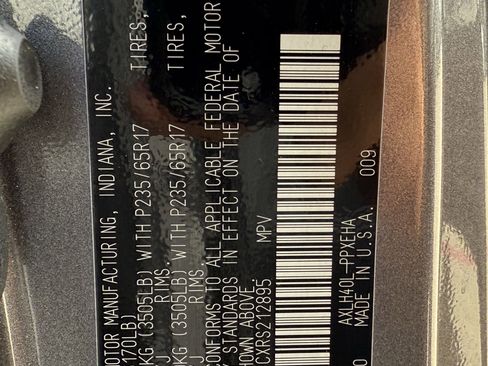 OTOR MANUFACTURING, INDIANA, INC.
170LB)
KG (3505LB) WITH P235/65R17 TIRES,
J RIMS
KG (3505LB) WITH P235/65R17 TIRES,
J RIMS
CONFORMS TO ALL APPLICABLE FEDERAL MOTOR
Y STANDARDS IN EFFECT ON THE DATE OF
HOWN ABOVE.
CXRS212895 MPV
AXLH40L-PPXEHA
MADE IN U.S.A. 009